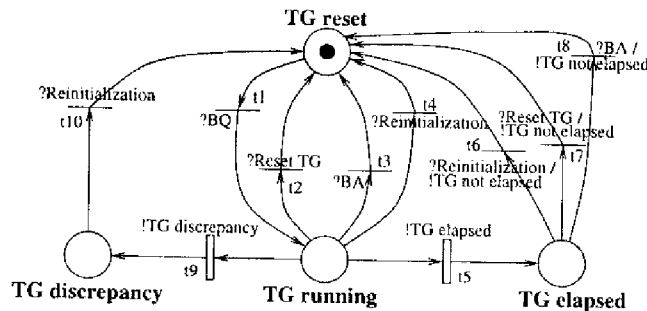 TG reset
t8 ?BA /
!TG not elapsed
?Reinitialization
t10
t1
?BQ
t4
?Reinitialization
?Reset TG /
!TG not elapsed
t6
t7
?Reset TG
t2
t3
?BA
?Reinitialization /
!TG not elapsed
!TG discrepancy
t9
!TG elapsed
t5
TG discrepancy
TG running
TG elapsed